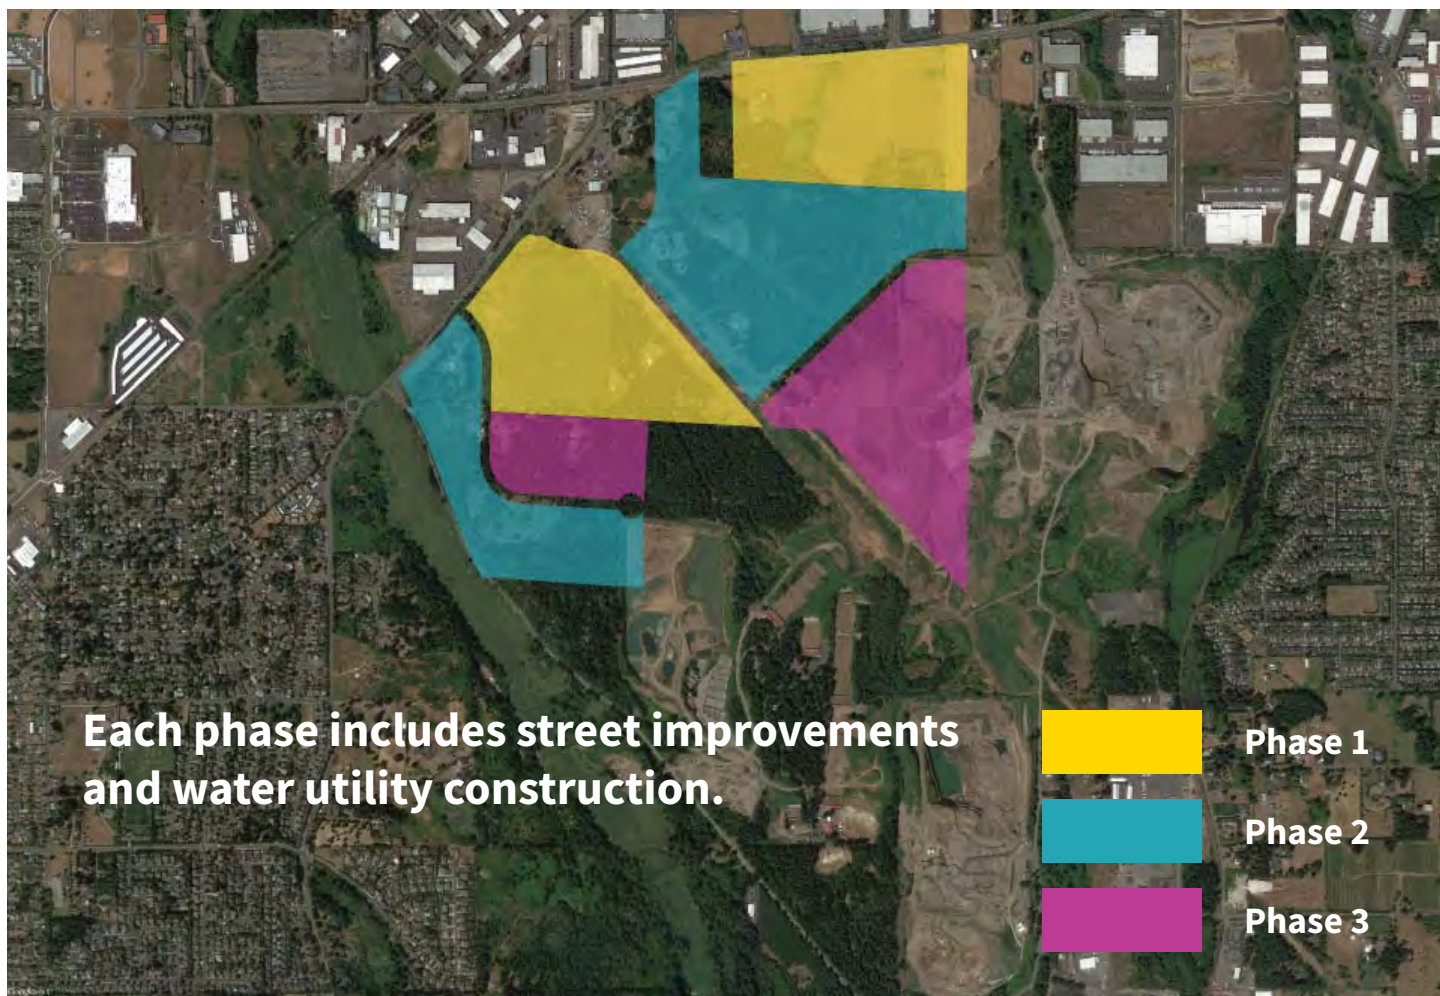 Each phase includes street improvements
and water utility construction.
Phase 1
Phase 2
Phase 3